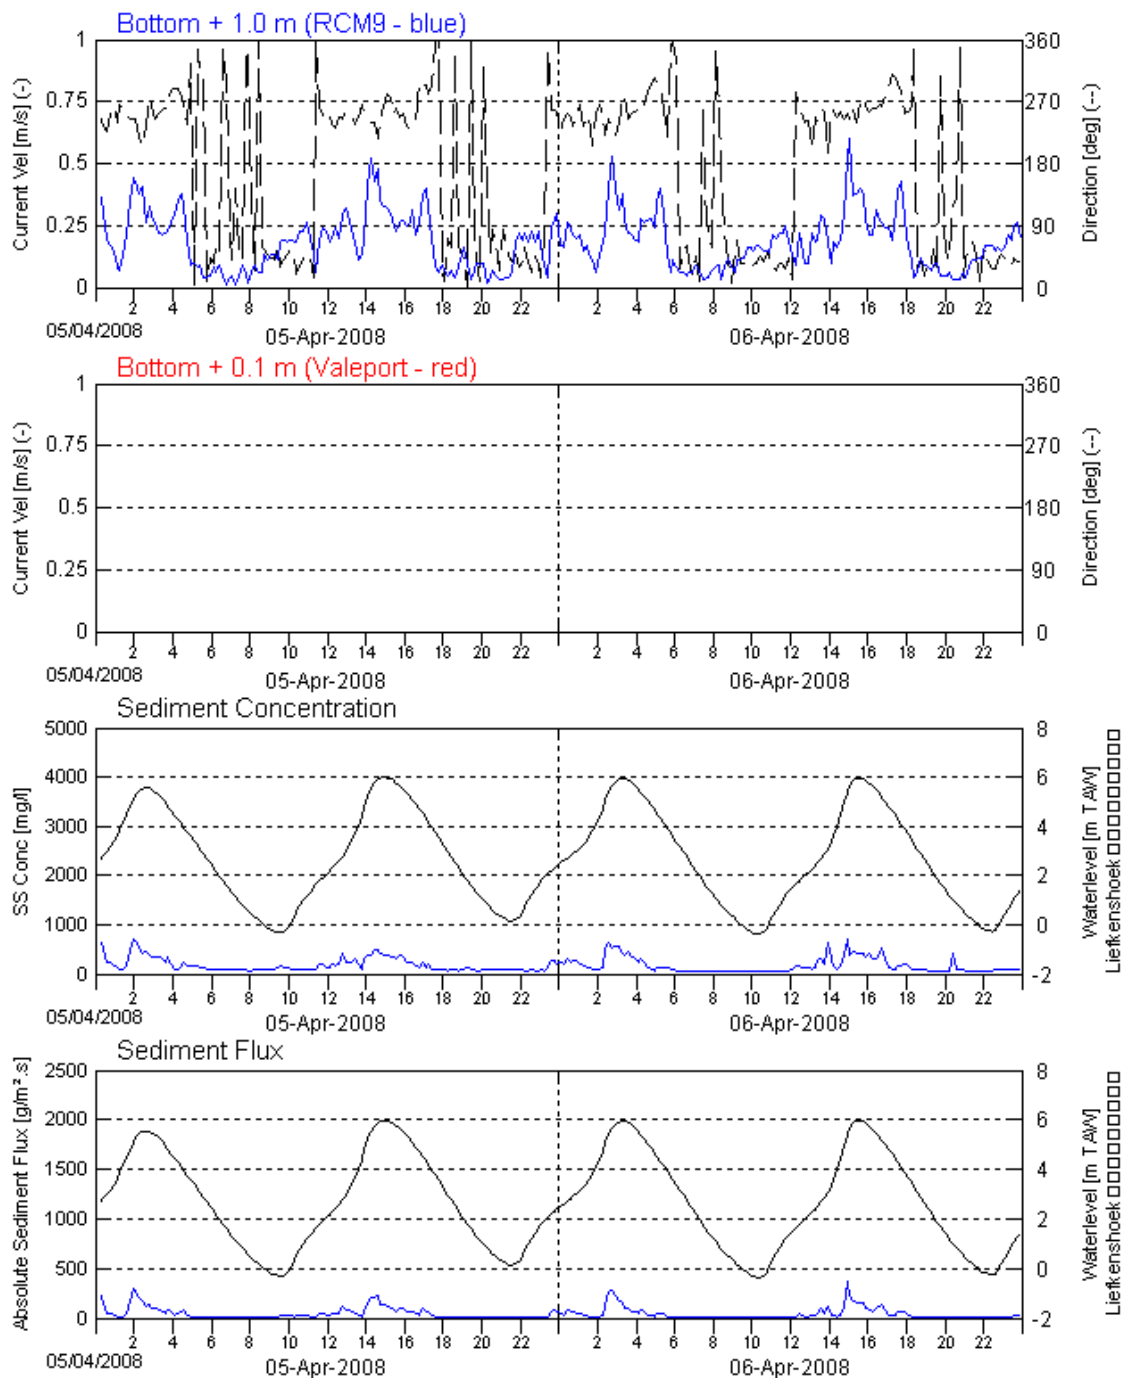 Bottom + 1.0 m (RCM9 - blue)
Current Vel [m/s] (-)
1
0.75
0.5
0.25
0
360
270
180
90
0
Direction [deg] (--)
2 4 6 8 10 12 14 16 18 20 22 2 4 6 8 10 12 14 16 18 20 22
05/04/2008 05-Apr-2008 06-Apr-2008
Bottom + 0.1 m (Valeport - red)
Current Vel [m/s] (-)
1
0.75
0.5
0.25
0
360
270
180
90
0
Direction [deg] (--)
2 4 6 8 10 12 14 16 18 20 22 2 4 6 8 10 12 14 16 18 20 22
05/04/2008 05-Apr-2008 06-Apr-2008
Sediment Concentration
SS Conc [mg/l]
5000
4000
3000
2000
1000
0
8
6
4
2
0
-2
Waterlevel [m TAW]
Liefkenshoek □□□□□□□□
2 4 6 8 10 12 14 16 18 20 22 2 4 6 8 10 12 14 16 18 20 22
05/04/2008 05-Apr-2008 06-Apr-2008
Sediment Flux
Absolute Sediment Flux [g/m².s]
2500
2000
1500
1000
500
0
8
6
4
2
0
-2
Waterlevel [m TAW]
Liefkenshoek □□□□□□□□
2 4 6 8 10 12 14 16 18 20 22 2 4 6 8 10 12 14 16 18 20 22
05/04/2008 05-Apr-2008 06-Apr-2008